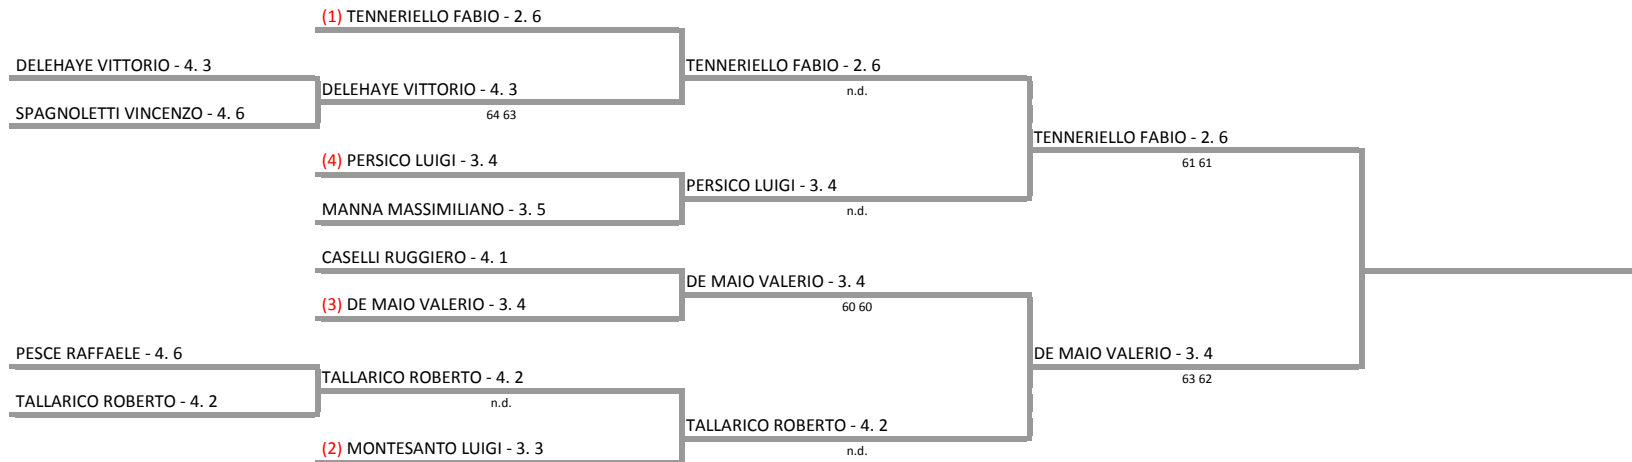 (1) TENNERIELLO FABIO - 2. 6
DELEHAYE VITTORIO - 4. 3
TENNERIELLO FABIO - 2. 6
DELEHAYE VITTORIO - 4. 3
n.d.
SPAGNOLETTI VINCENZO - 4. 6
64 63
TENNERIELLO FABIO - 2. 6
(4) PERSICO LUIGI - 3. 4
61 61
PERSICO LUIGI - 3. 4
MANNA MASSIMILIANO - 3. 5
n.d.
CASELLI RUGGIERO - 4. 1
DE MAIO VALERIO - 3. 4
(3) DE MAIO VALERIO - 3. 4
60 60
PESCE RAFFAELE - 4. 6
DE MAIO VALERIO - 3. 4
TALLARICO ROBERTO - 4. 2
63 62
TALLARICO ROBERTO - 4. 2
n.d.
TALLARICO ROBERTO - 4. 2
(2) MONTESANTO LUIGI - 3. 3
n.d.